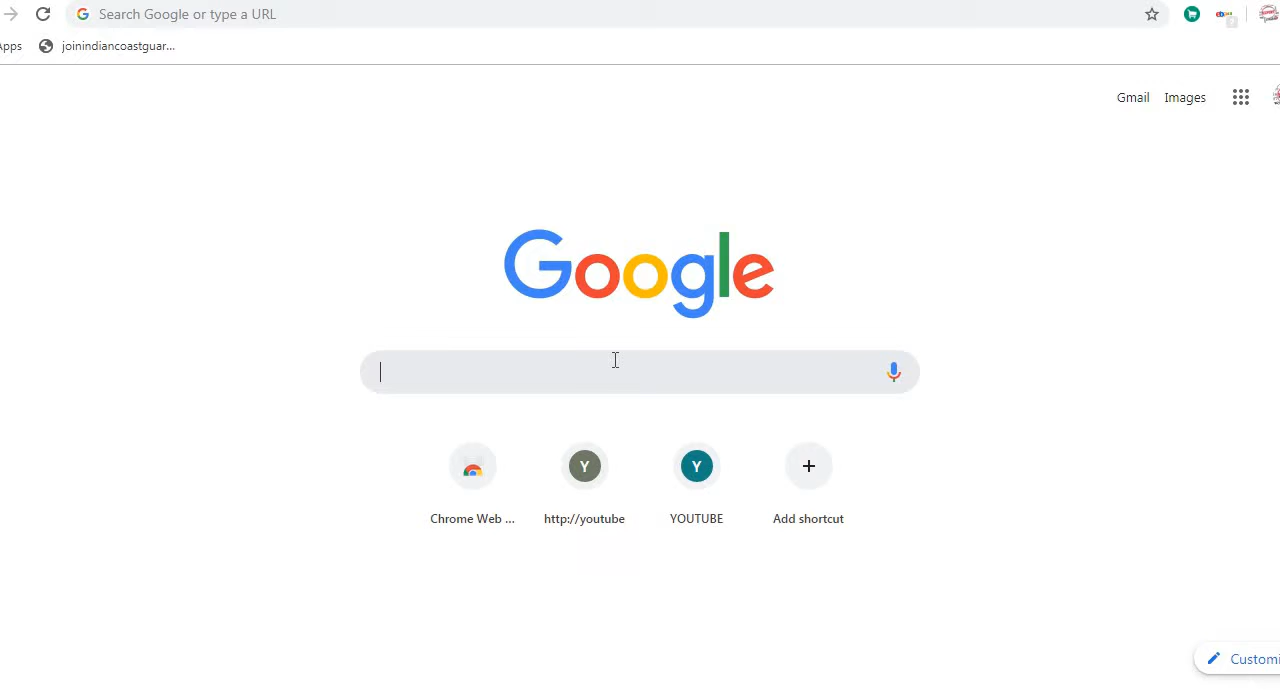 Search Google or type a URL
Apps
joinindiancoastguar...
Gmail Images
Google
Y Y
Chrome Web ... http://youtube YOUTUBE Add shortcut
Customi